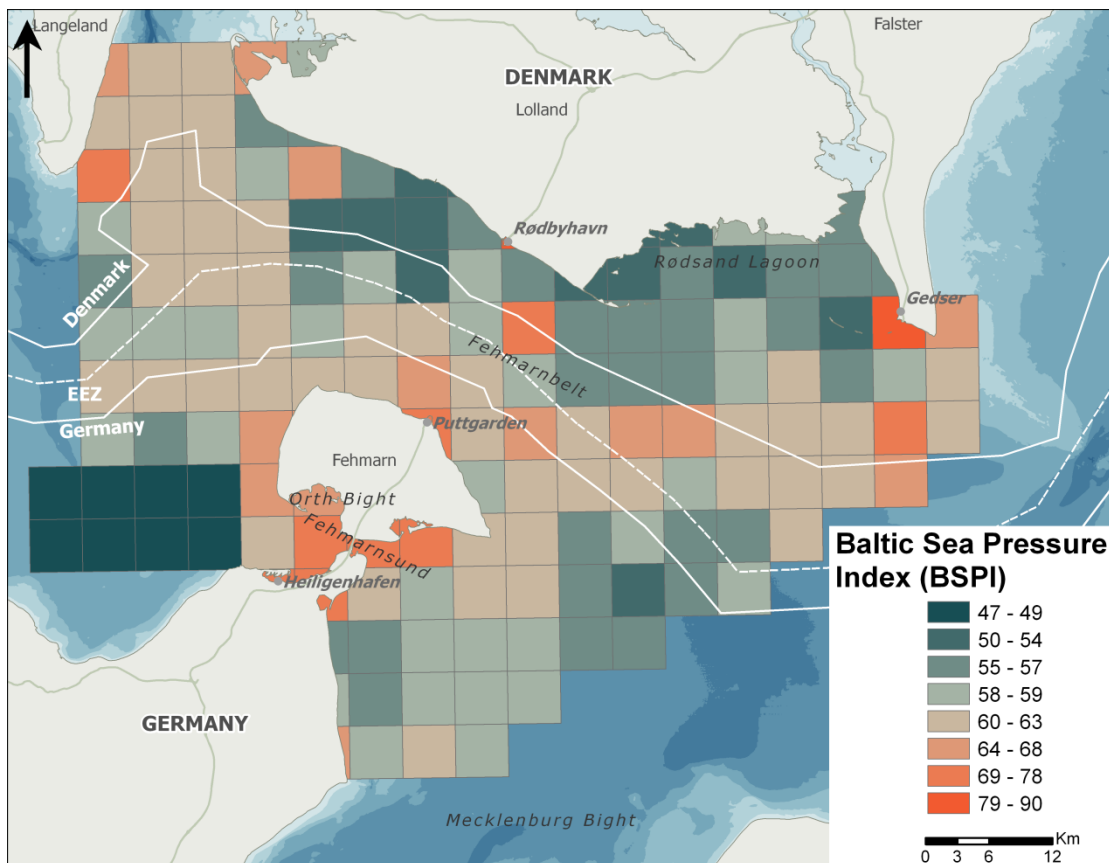 Langeland
Falster
DENMARK
Lolland
Rødbyhavn
Rødsand Lagoon
Denmark
Gedser
Fehmarnbelt
EEZ
Germany
Puttgarden
Fehmarn
Orth Bight
Fehmarnsund
Heiligenhafen
GERMANY
Mecklenburg Bight
Baltic Sea Pressure
Index (BSPI)
47 - 49
50 - 54
55 - 57
58 - 59
60 - 63
64 - 68
69 - 78
79 - 90
Km
0 3 6 12